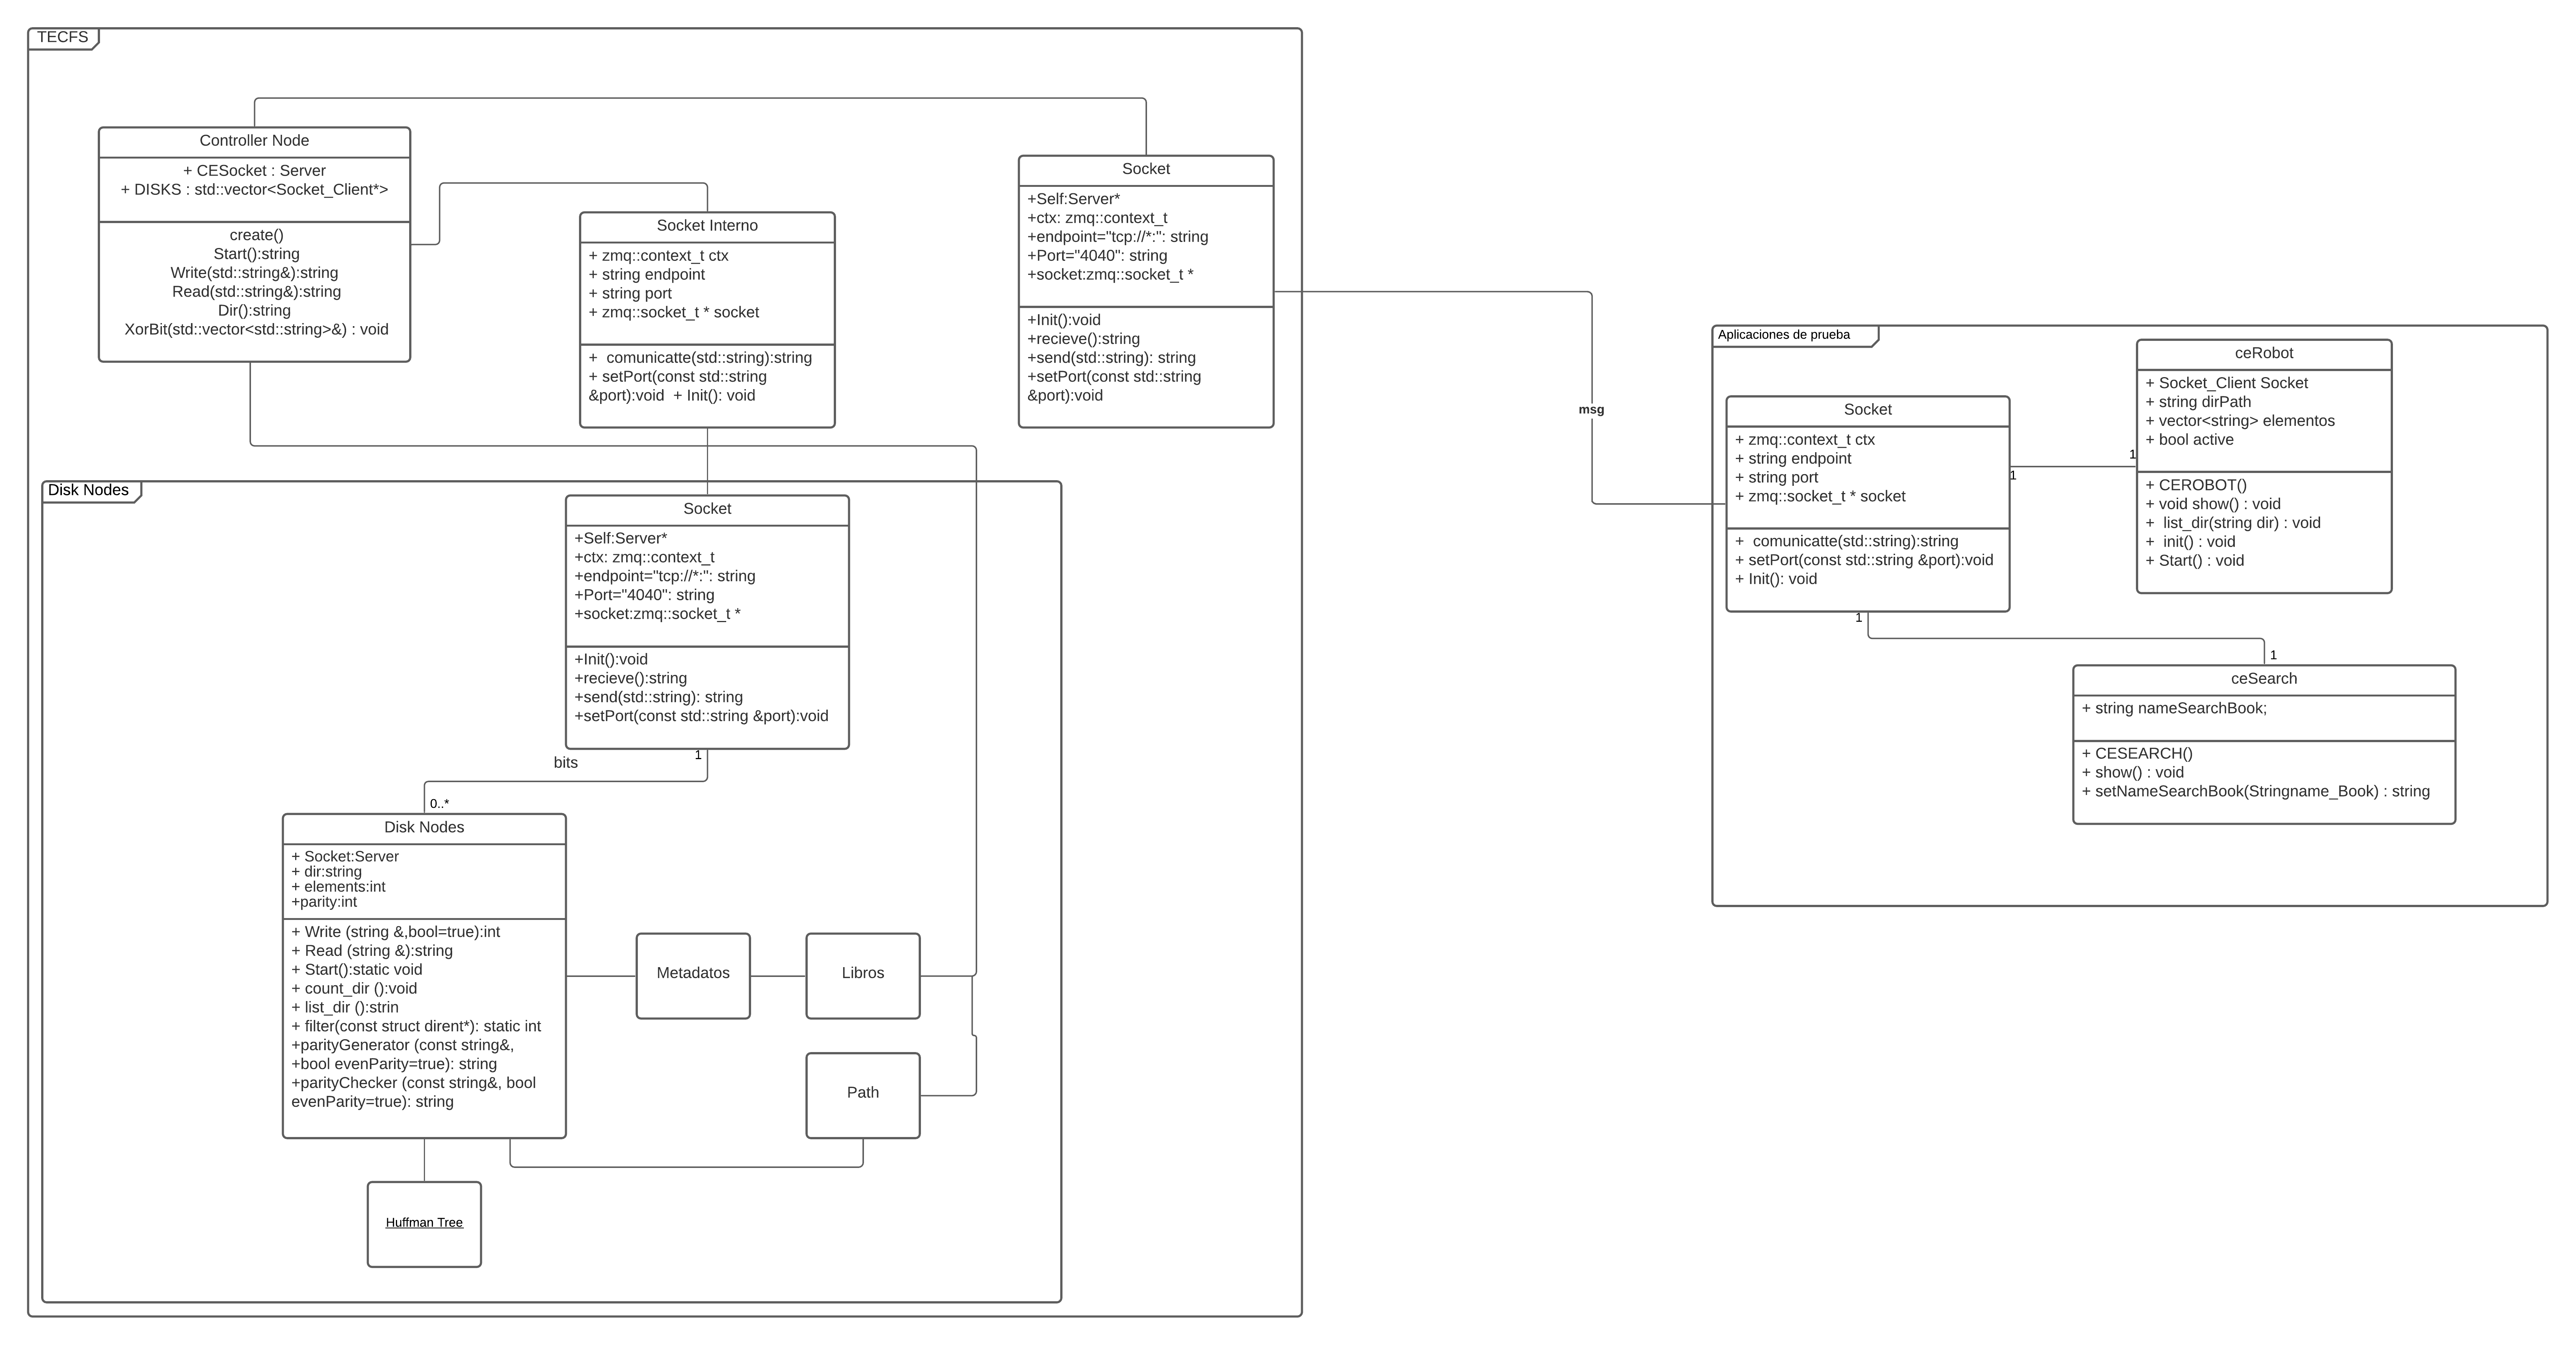 TECFS
Controller Node
+ CESocket : Server
+ DISKS : std::vector<Socket_Client*>
create()
Start():string
Write(std::string&):string
Read(std::string&):string
Dir():string
XorBit(std::vector<std::string>&) : void
Socket Interno
+ zmq::context_t ctx
+ string endpoint
+ string port
+ zmq::socket_t * socket
+  comunicatte(std::string):string
+ setPort(const std::string
&port):void  + Init(): void
Socket
+Self:Server*
+ctx: zmq::context_t
+endpoint="tcp://*:": string
+Port="4040": string
+socket:zmq::socket_t *
+Init():void
+recieve():string
+send(std::string): string
+setPort(const std::string
&port):void
msg
Disk Nodes
Socket
+Self:Server*
+ctx: zmq::context_t
+endpoint="tcp://*:": string
+Port="4040": string
+socket:zmq::socket_t *
+Init():void
+recieve():string
+send(std::string): string
+setPort(const std::string &port):void
1
bits
0..*
Disk Nodes
+ Socket:Server
+ dir:string
+ elements:int
+parity:int
+ Write (string &,bool=true):int
+ Read (string &):string
+ Start():static void
+ count_dir ():void
+ list_dir ():strin
+ filter(const struct dirent*): static int
+parityGenerator (const string&,
+bool evenParity=true): string
+parityChecker (const string&, bool
evenParity=true): string
Metadatos
Libros
Path
Huffman Tree
Aplicaciones de prueba
Socket
+ zmq::context_t ctx
+ string endpoint
+ string port
+ zmq::socket_t * socket
+  comunicatte(std::string):string
+ setPort(const std::string &port):void
+ Init(): void
1
1
ceRobot
+ Socket_Client Socket
+ string dirPath
+ vector<string> elementos
+ bool active
+ CEROBOT()
+ void show() : void
+  list_dir(string dir) : void
+  init() : void
+ Start() : void
1
1
ceSearch
+ string nameSearchBook;
+ CESEARCH()
+ show() : void
+ setNameSearchBook(Stringname_Book) : string